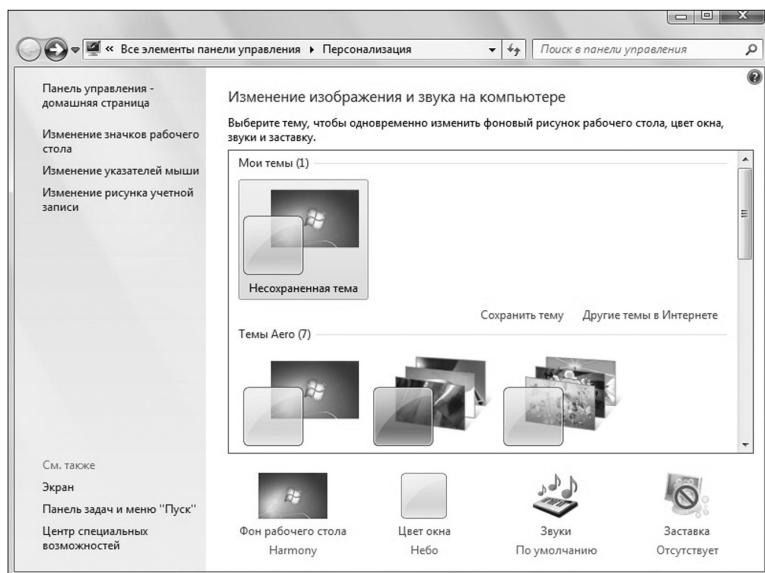 « Все элементы панели управления ▸ Персонализация
Поиск в панели управления
Панель управления -
домашняя страница
Изменение значков рабочего
стола
Изменение указателей мыши
Изменение рисунка учетной
записи
См. также
Экран
Панель задач и меню "Пуск"
Центр специальных
возможностей
Изменение изображения и звука на компьютере
Выберите тему, чтобы одновременно изменить фоновый рисунок рабочего стола, цвет окна,
звуки и заставку.
Мои темы (1)
Несохраненная тема
Сохранить тему Другие темы в Интернете
Темы Aero (7)
Фон рабочего стола
Harmony
Цвет окна
Небо
Звуки
По умолчанию
Заставка
Отсутствует